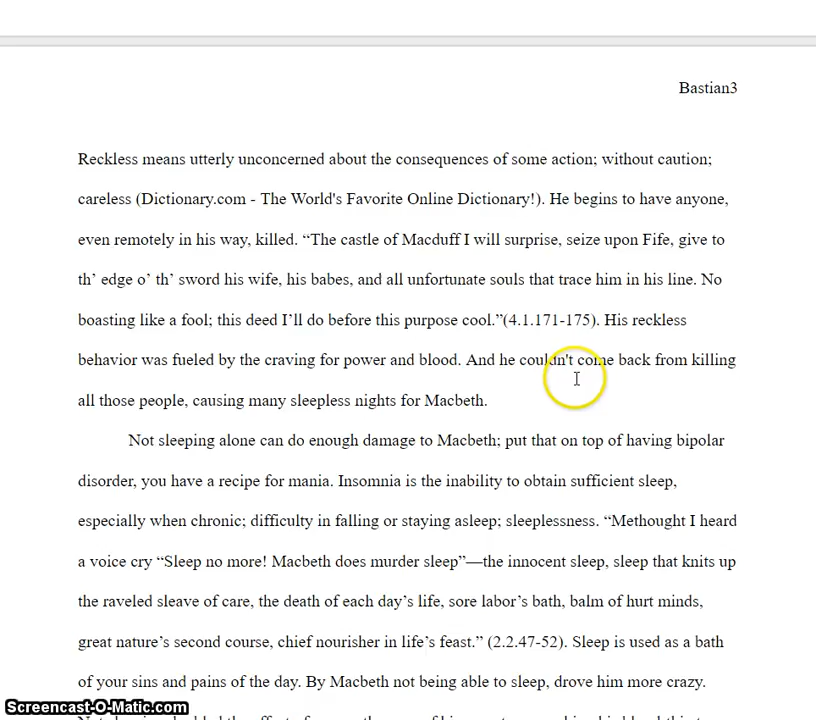 Bastian3
Reckless means utterly unconcerned about the consequences of some action; without caution;
careless (Dictionary.com - The World's Favorite Online Dictionary!). He begins to have anyone,
even remotely in his way, killed. “The castle of Macduff I will surprise, seize upon Fife, give to
th’ edge o’ th’ sword his wife, his babes, and all unfortunate souls that trace him in his line. No
boasting like a fool; this deed I’ll do before this purpose cool.”(4.1.171-175). His reckless
behavior was fueled by the craving for power and blood. And he couldn't come back from killing
all those people, causing many sleepless nights for Macbeth.
Not sleeping alone can do enough damage to Macbeth; put that on top of having bipolar
disorder, you have a recipe for mania. Insomnia is the inability to obtain sufficient sleep,
especially when chronic; difficulty in falling or staying asleep; sleeplessness. “Methought I heard
a voice cry “Sleep no more! Macbeth does murder sleep”—the innocent sleep, sleep that knits up
the raveled sleave of care, the death of each day’s life, sore labor’s bath, balm of hurt minds,
great nature’s second course, chief nourisher in life’s feast.” (2.2.47-52). Sleep is used as a bath
of your sins and pains of the day. By Macbeth not being able to sleep, drove him more crazy.
Screencast-O-Matic.com